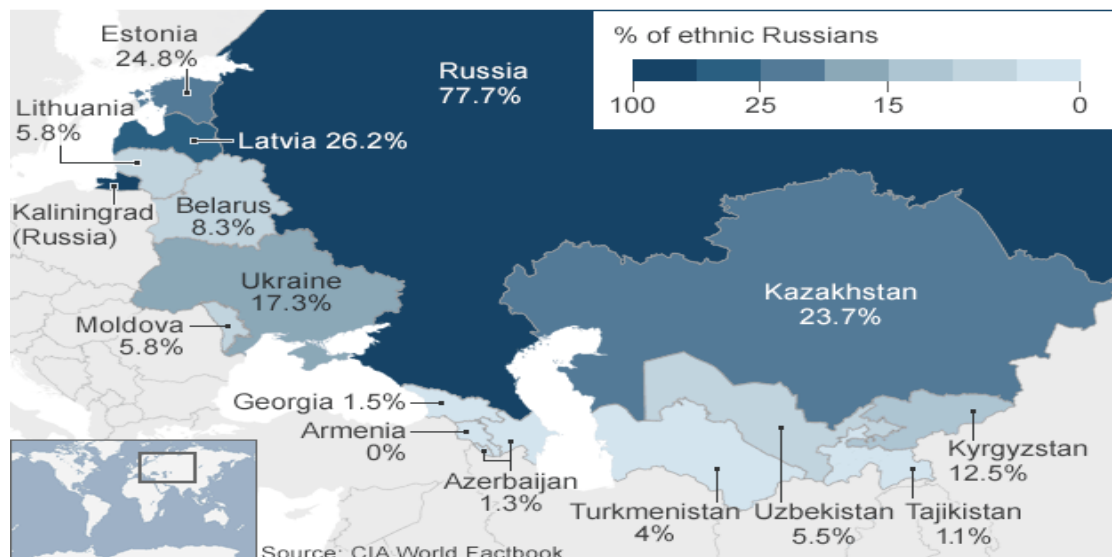 Estonia
24.8%
% of ethnic Russians
100 25 15 0
Russia
77.7%
Lithuania
5.8%
Latvia 26.2%
Kaliningrad
(Russia)
Belarus
8.3%
Ukraine
17.3%
Kazakhstan
23.7%
Moldova
5.8%
Georgia 1.5%
Armenia
0%
Azerbaijan
1.3%
Kyrgyzstan
12.5%
Turkmenistan
4%
Uzbekistan
5.5%
Tajikistan
1.1%
Source: CIA World Factbook